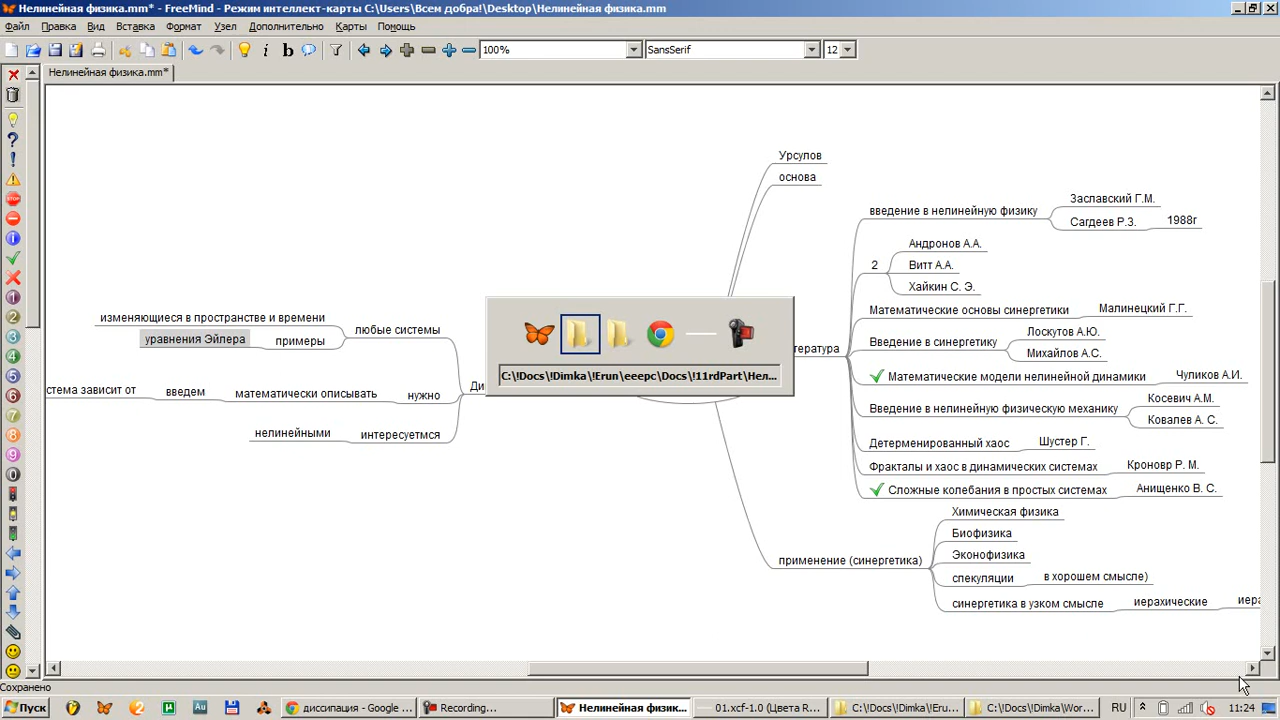 Нелинейная физика.mm* - FreeMind - Режим интеллект-карты C:\Users\Всем добра!\Desktop\Нелинейная физика.mm
Файл Правка Вид Вставка Формат Узел Дополнительно Карты Помощь
100% SansSerif 12
Нелинейная физика.mm*
Урсулов
основа
введение в нелинейную физику
Заславский Г.М.
Сагдеев Р.З.
1988г
2
Андронов А.А.
Витт А.А.
Хайкин С. Э.
Математические основы синергетики
Малинецкий Г.Г.
Введение в синергетику
Лоскутов А.Ю.
Михайлов А.С.
тература
Математические модели нелинейной динамики
Чуликов А.И.
Введение в нелинейную физическую механику
Косевич А.М.
Ковалев А. С.
Детерменированный хаос
Шустер Г.
Фракталы и хаос в динамических системах
Кроновр Р. М.
Сложные колебания в простых системах
Анищенко В. С.
применение (синергетика)
Химическая физика
Биофизика
Эконофизика
спекуляции
в хорошем смысле)
синергетика в узком смысле
иерахические
иера
изменяющиеся в пространстве и времени
любые системы
уравнения Эйлера
примеры
стема зависит от
введем
математически описывать
нужно
Ди
нелинейными
интересуетмся
C:\!Docs\!Dimka\!Erun\eeepc\Docs\!11rdPart\Нел...
Сохранено
Пуск
диссипация - Google ...
Recording...
Нелинейная физик...
01.xcf-1.0 (Цвета R...
C:\!Docs\!Dimka\!Eru...
C:\!Docs\!Dimka\Wor...
RU
11:24